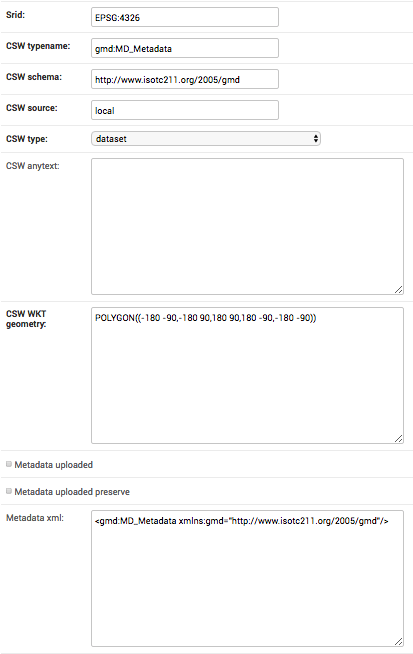 Srid:
EPSG:4326
CSW typename:
gmd:MD_Metadata
CSW schema:
http://www.isotc211.org/2005/gmd
CSW source:
local
CSW type:
dataset
CSW anytext:
CSW WKT
geometry:
POLYGON((-180 -90,-180 90,180 90,180 -90,-180 -90))
Metadata uploaded
Metadata uploaded preserve
Metadata xml:
<gmd:MD_Metadata xmlns:gmd="http://www.isotc211.org/2005/gmd"/>